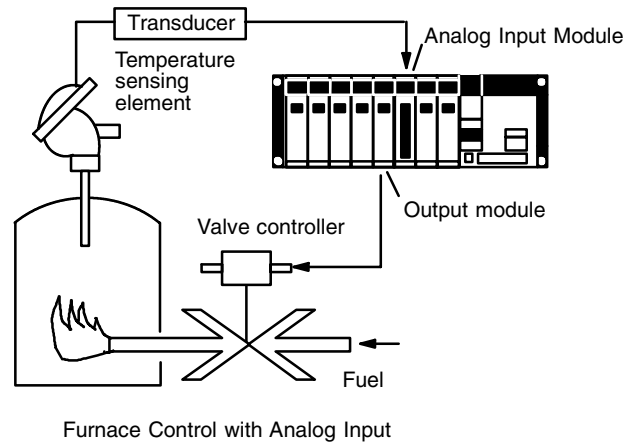 Transducer
Analog Input Module
Temperature
sensing
element
Output module
Valve controller
Fuel
Furnace Control with Analog Input